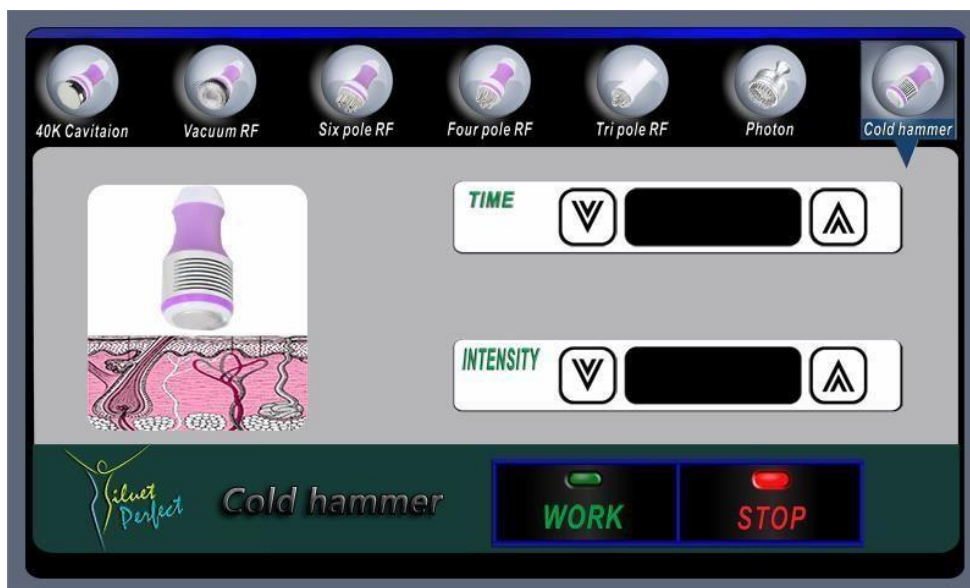 40K Cavitaion
Vacuum RF
Six pole RF
Four pole RF
Tri pole RF
Photon
Cold hammer
TIME
INTENSITY
Siluet
Perfect
Cold hammer
WORK
STOP